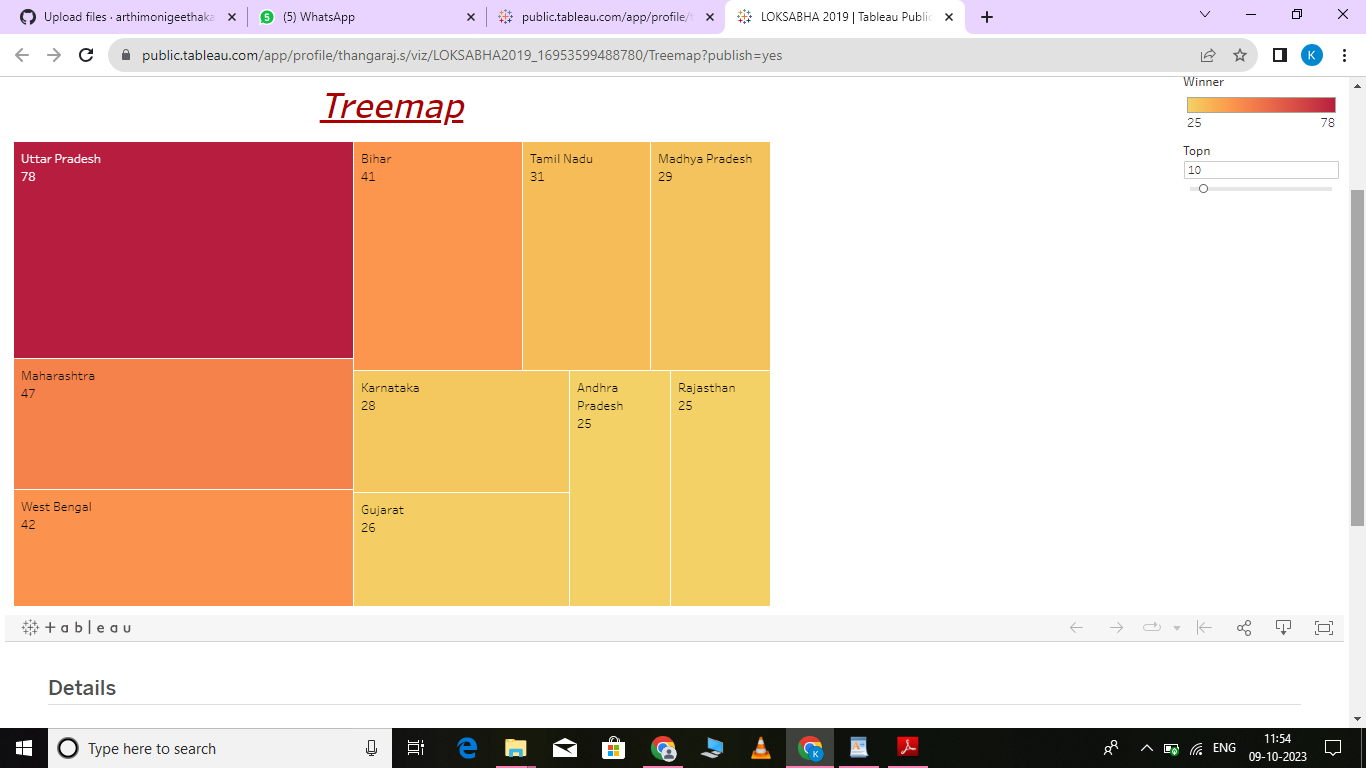 Upload files · arthimonigeethaka
(5) WhatsApp
public.tableau.com/app/profile/
LOKSABHA 2019 | Tableau Public
public.tableau.com/app/profile/thangaraj.s/viz/LOKSABHA2019_16953599488780/Treemap?publish=yes
K
Treemap
Winner
25 78
Topn
10
Uttar Pradesh
78
Bihar
41
Tamil Nadu
31
Madhya Pradesh
29
Maharashtra
47
Karnataka
28
Andhra
Pradesh
25
Rajasthan
25
West Bengal
42
Gujarat
26
+ a b | e a u
Details
Type here to search
ENG
11:54
09-10-2023